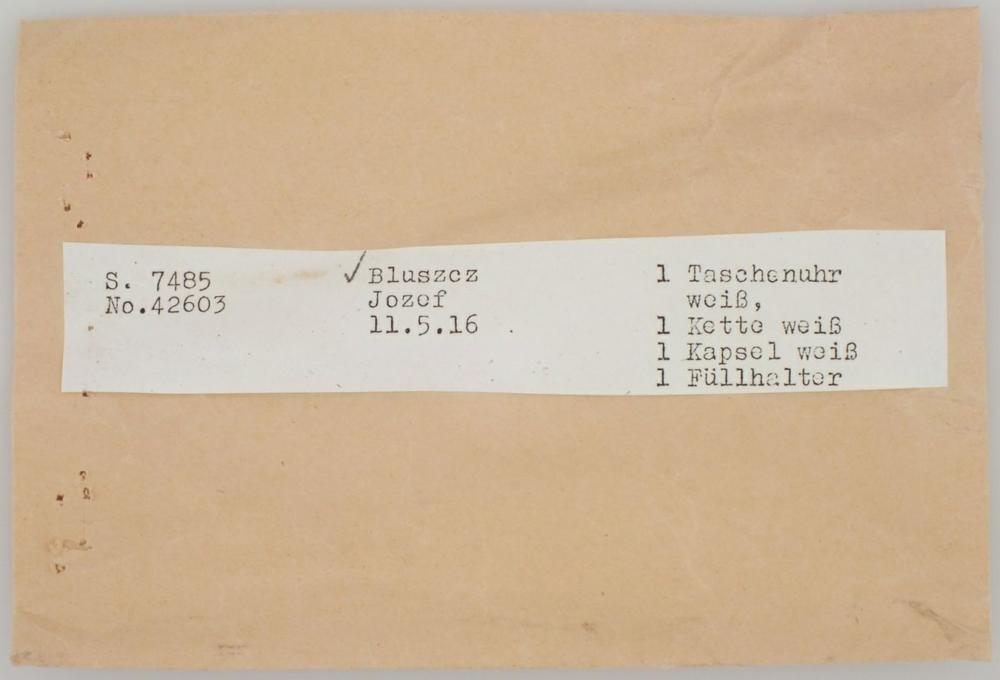 S. 7485
No.42603
✓ Bluszcz
Jozef
11.5.16 .
1 Taschenuhr
weiß,
1 Kette weiß
1 Kapsel weiß
1 Füllhalter